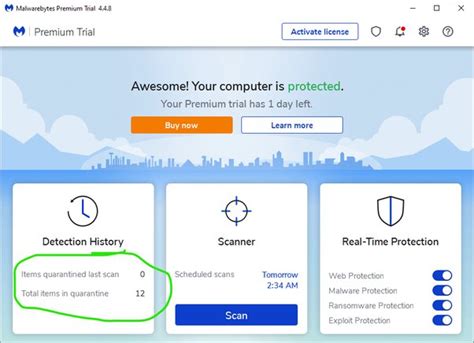 Malwarebytes Premium Trial 4.4.8
Premium Trial
Activate license
Awesome! Your computer is protected.
Your Premium trial has 1 day left.
Buy now
Learn more
Detection History
Items quarantined last scan 0
Total items in quarantine 12
Scanner
Scheduled scans Tomorrow
2:34 AM
Scan
Real-Time Protection
Web Protection
Malware Protection
Ransomware Protection
Exploit Protection